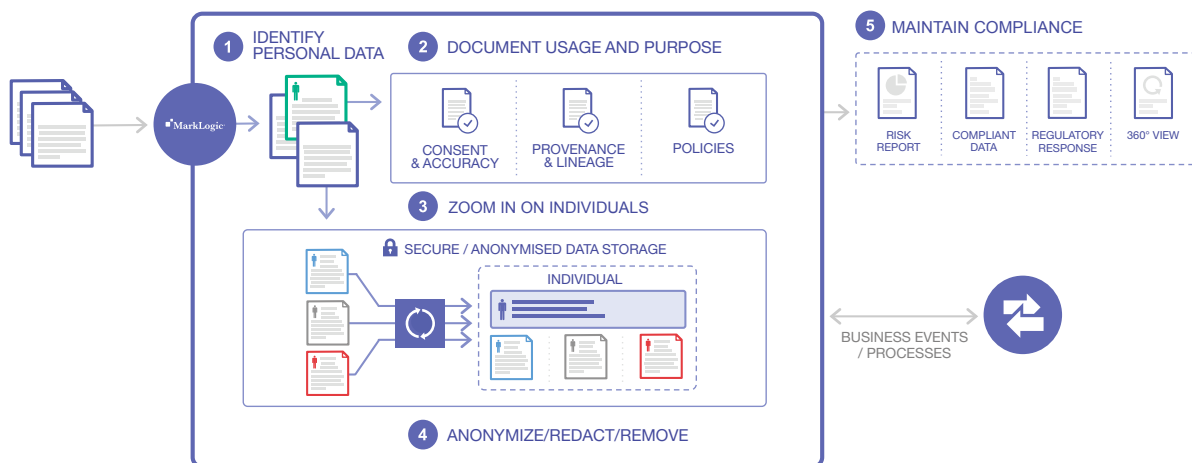 1 IDENTIFY
PERSONAL DATA
2 DOCUMENT USAGE AND PURPOSE
5 MAINTAIN COMPLIANCE
MarkLogic
CONSENT
& ACCURACY
PROVENANCE
& LINEAGE
POLICIES
RISK
REPORT
COMPLIANT
DATA
REGULATORY
RESPONSE
360° VIEW
3 ZOOM IN ON INDIVIDUALS
SECURE / ANONYMISED DATA STORAGE
INDIVIDUAL
BUSINESS EVENTS
/ PROCESSES
4 ANONYMIZE/REDACT/REMOVE